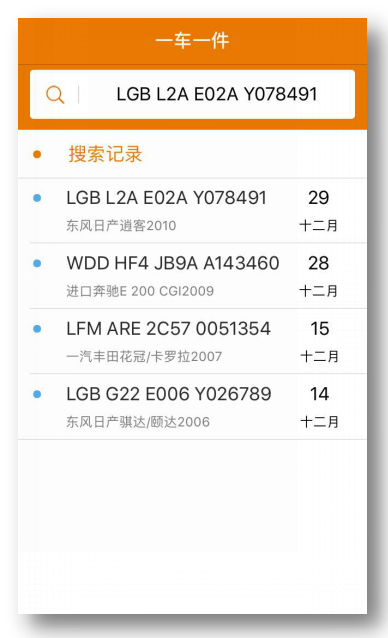 一车一件
LGB L2A E02A Y078491
搜索记录
LGB L2A E02A Y078491 29
东风日产逍客2010 十二月
WDD HF4 JB9A A143460 28
进口奔驰E 200 CGI2009 十二月
LFM ARE 2C57 0051354 15
一汽丰田花冠/卡罗拉2007 十二月
LGB G22 E006 Y026789 14
东风日产骐达/颐达2006 十二月